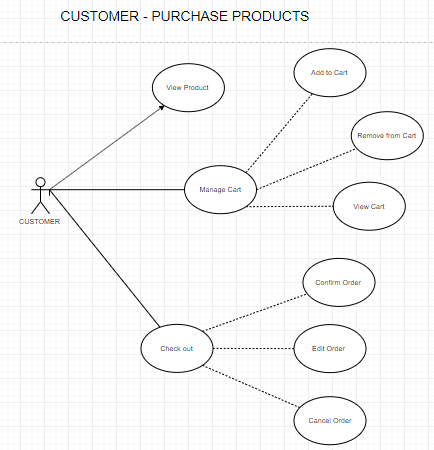 CUSTOMER - PURCHASE PRODUCTS
Add to Cart
View Product
Remove from Cart
Manage Cart
View Cart
CUSTOMER
Confirm Order
Check out
Edit Order
Cancel Order